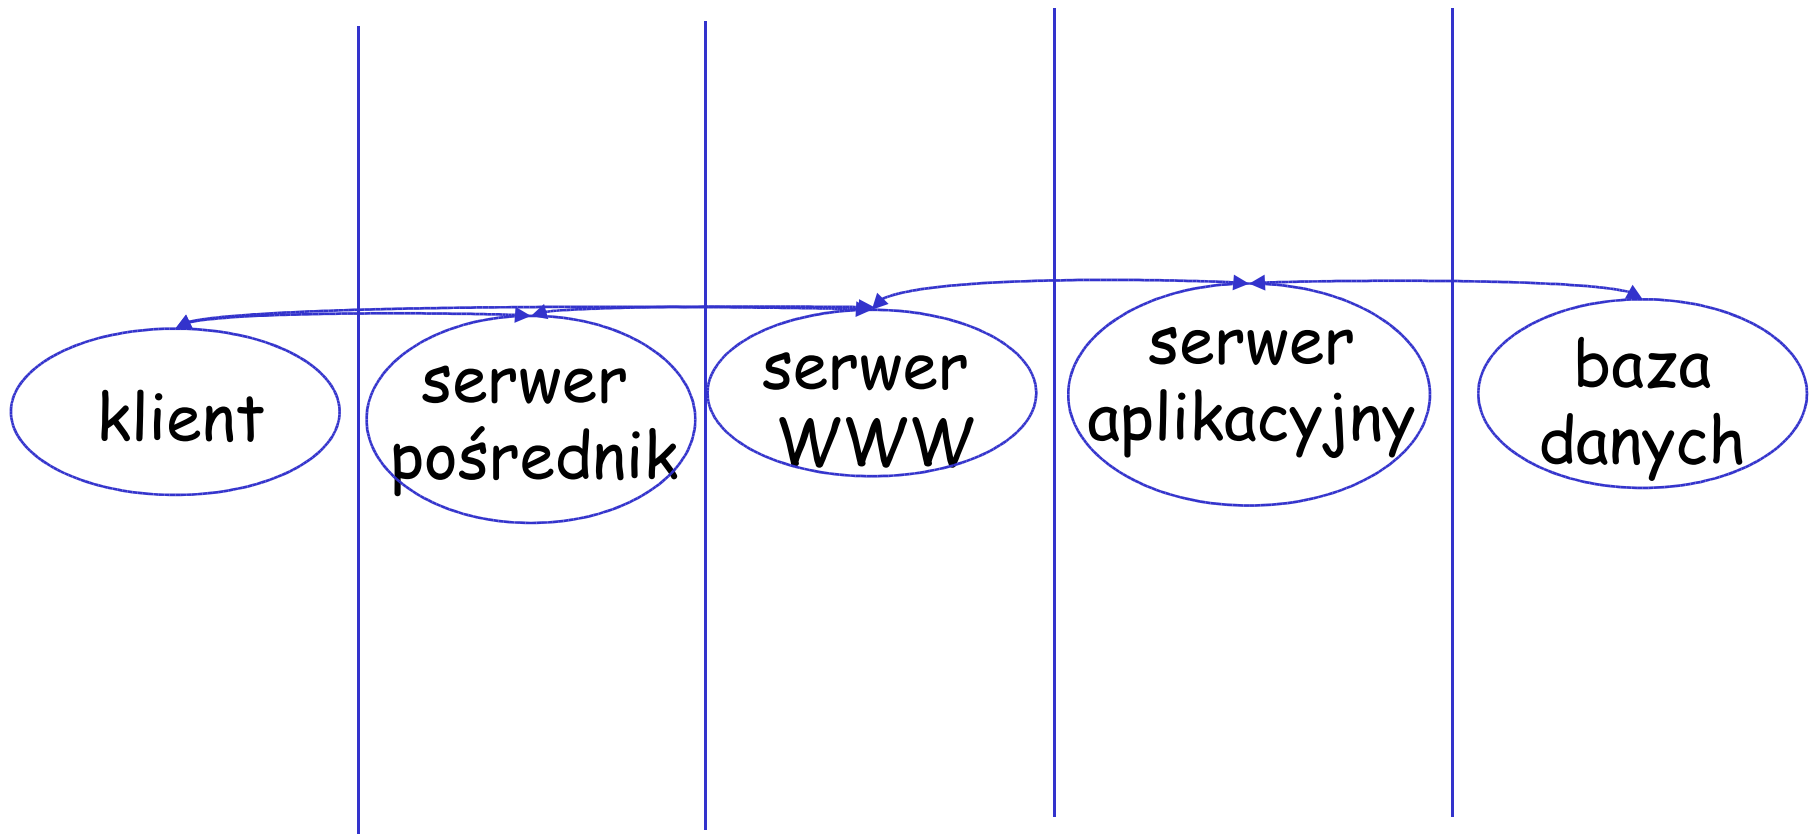 klient
serwer
pośrednik
serwer
WWW
serwer
aplikacyjny
baza
danych